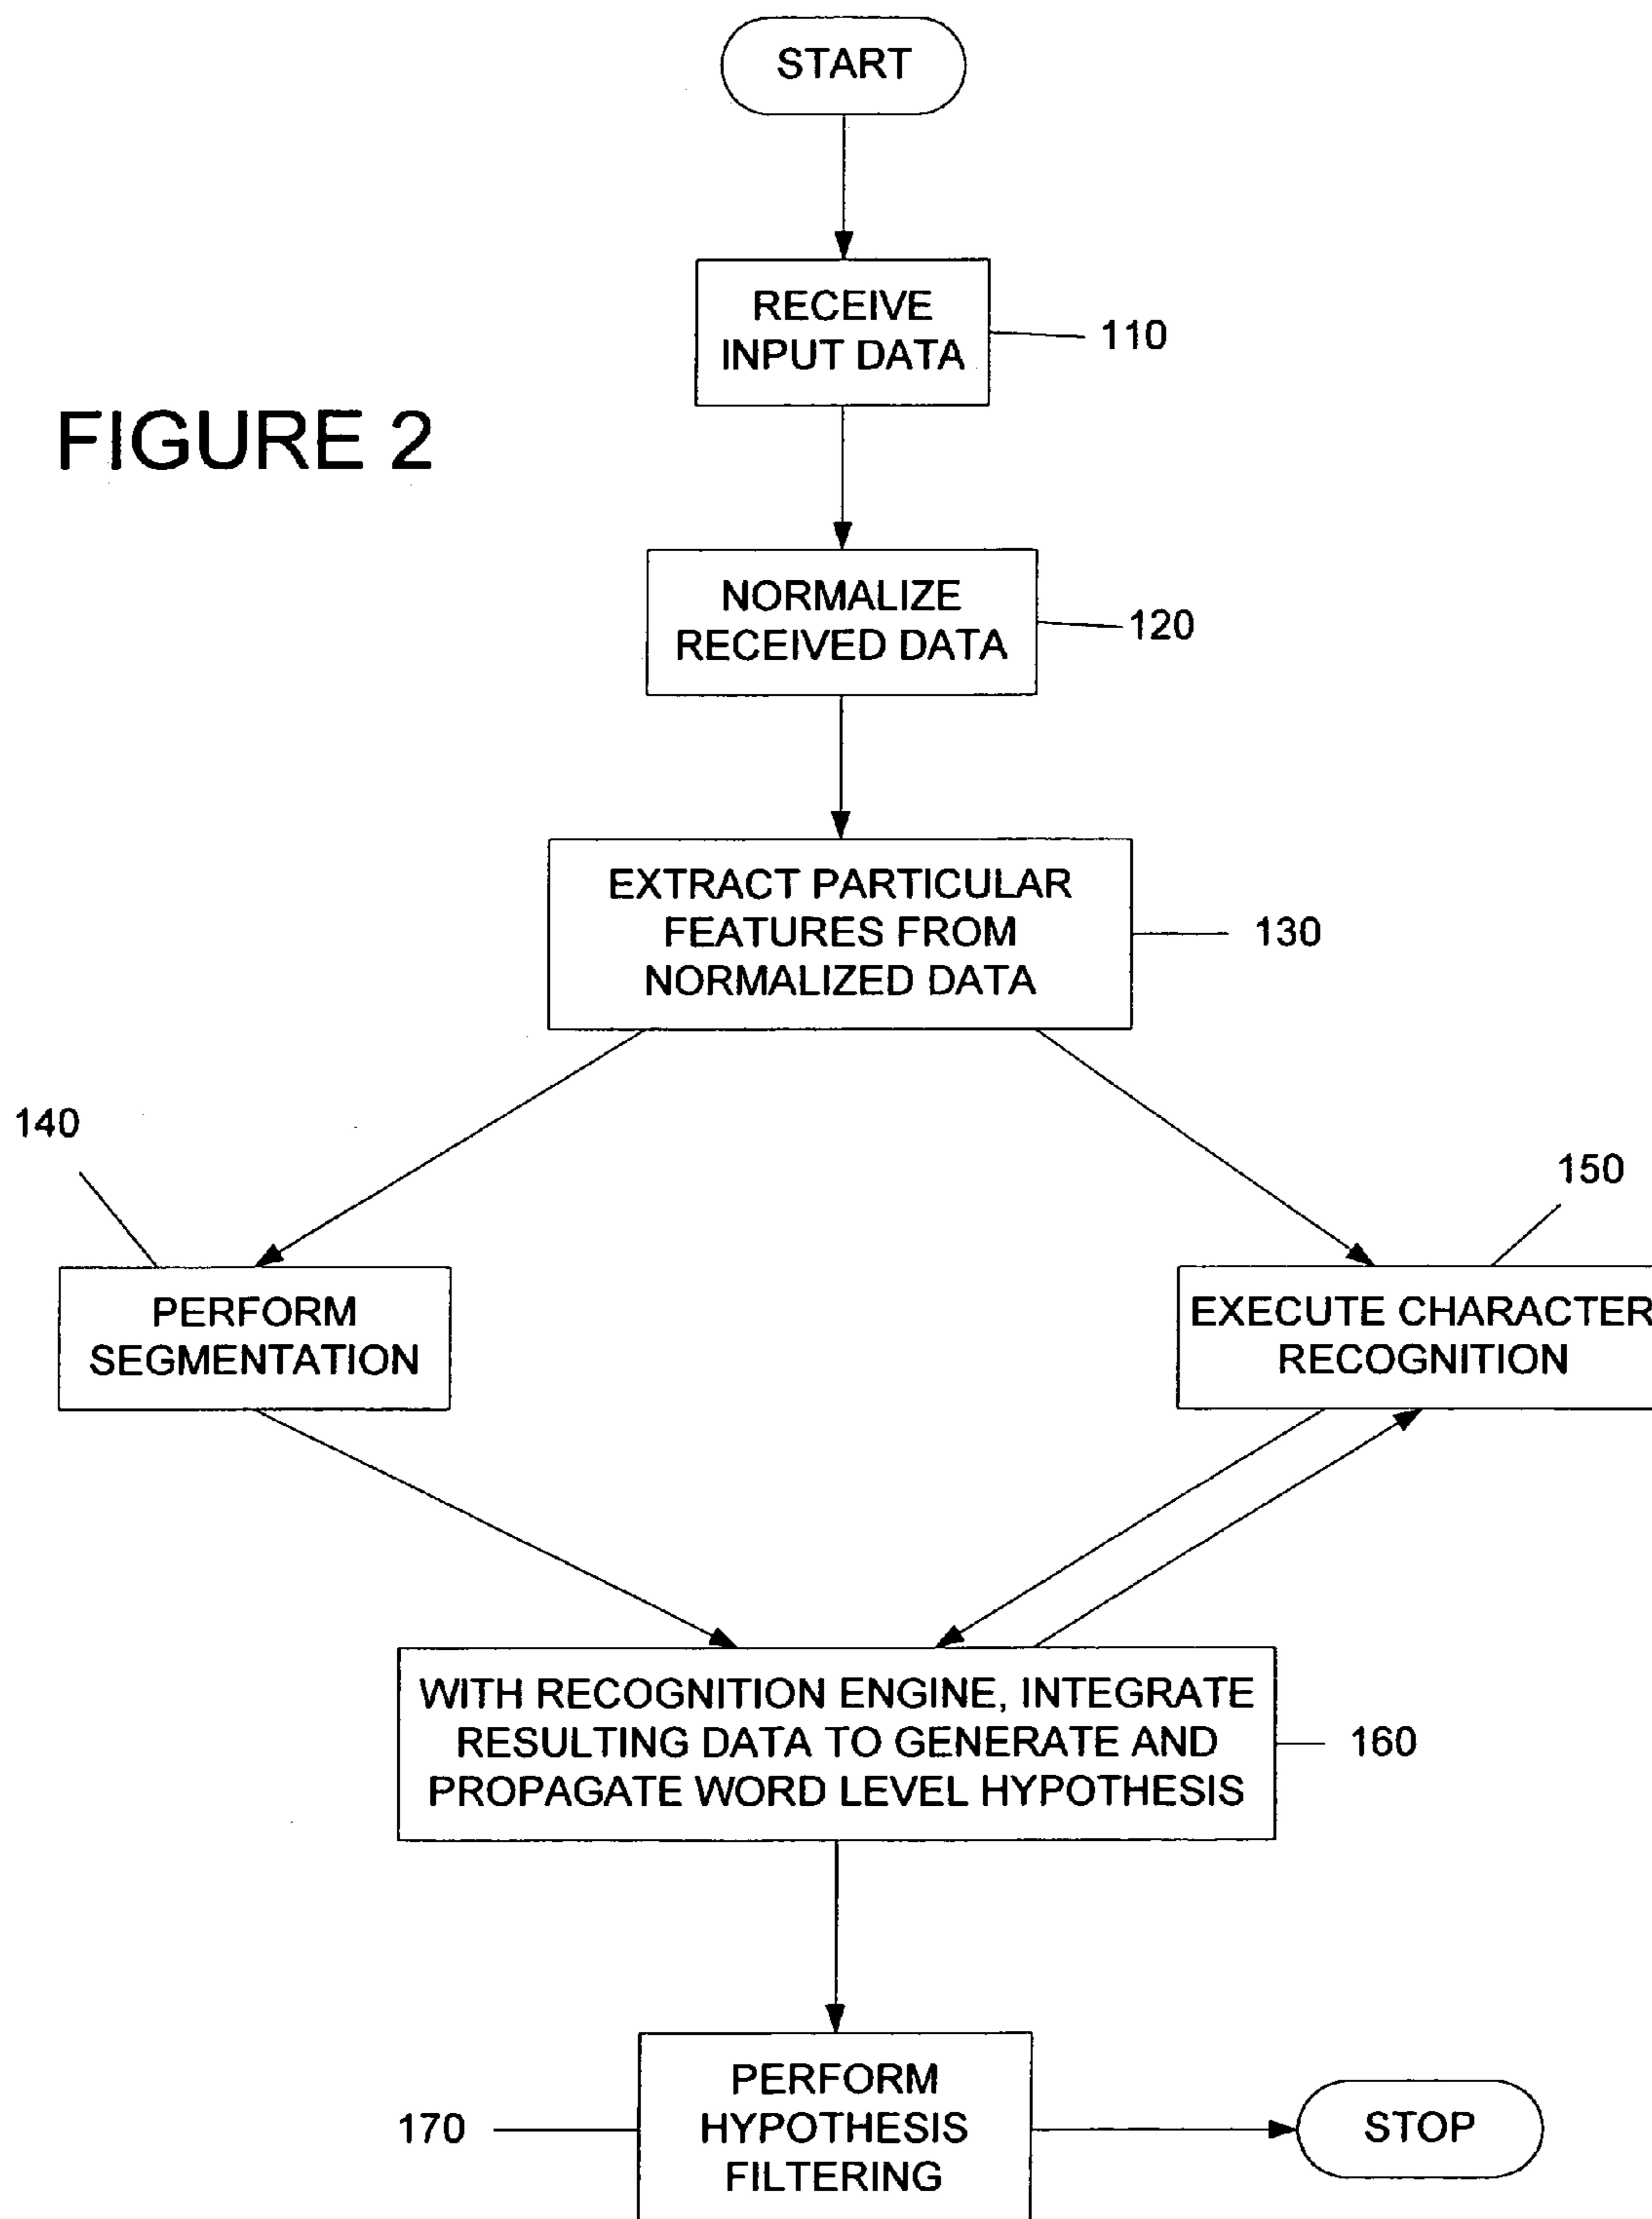 START
RECEIVE
INPUT DATA
110
FIGURE 2
NORMALIZE
RECEIVED DATA
120
EXTRACT PARTICULAR
FEATURES FROM
NORMALIZED DATA
130
140
150
PERFORM
SEGMENTATION
EXECUTE CHARACTER
RECOGNITION
WITH RECOGNITION ENGINE, INTEGRATE
RESULTING DATA TO GENERATE AND
PROPAGATE WORD LEVEL HYPOTHESIS
160
PERFORM
HYPOTHESIS
FILTERING
170
STOP